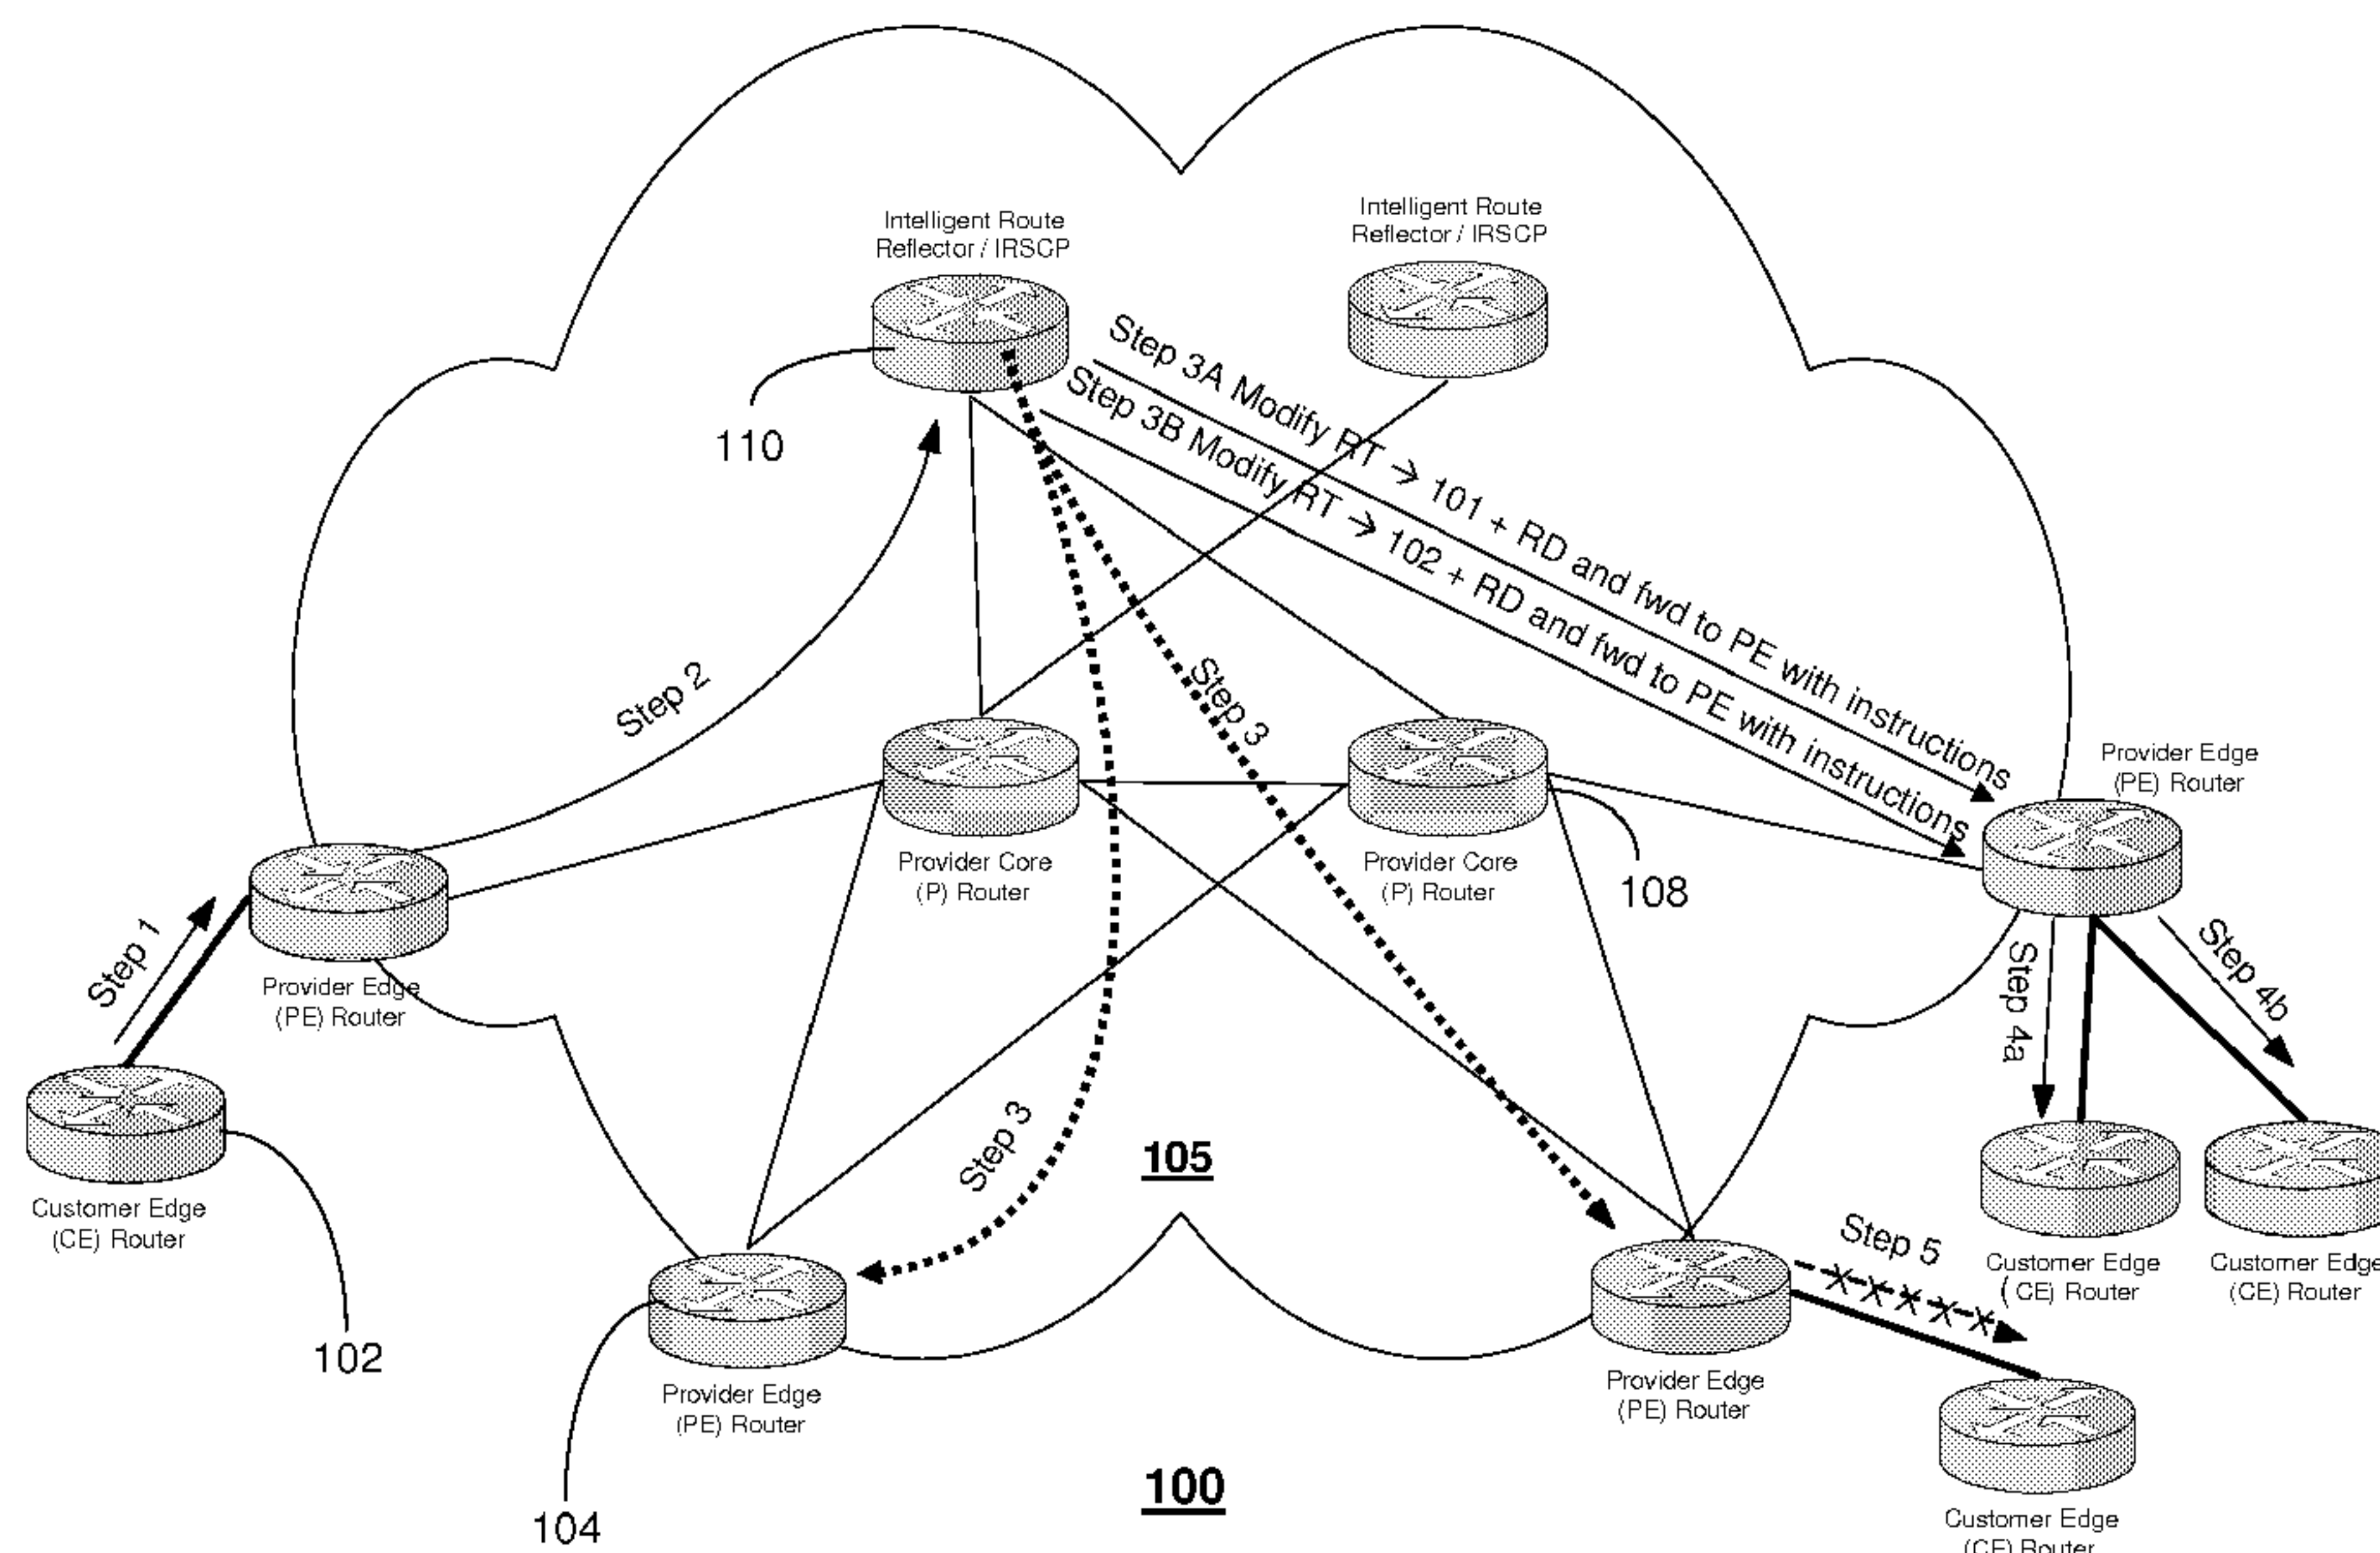 Intelligent Route
Reflector / IRSCP
Intelligent Route
Reflector / IRSCP
110
Step 3A Modify RT → 101 + RD and fwd to PE with instructions
Step 3B Modify RT → 102 + RD and fwd to PE with instructions
Step 2
Step 3
Provider Edge
(PE) Router
Provider Core
(P) Router
Provider Core
(P) Router
108
Step 1
Provider Edge
(PE) Router
Step 4a
Step 4b
Step 3
105
Customer Edge
(CE) Router
102
Step 5
X X X X X
Customer Edge
(CE) Router
Customer Edge
(CE) Router
Provider Edge
(PE) Router
104
Provider Edge
(PE) Router
100
Customer Edge
(CE) Router